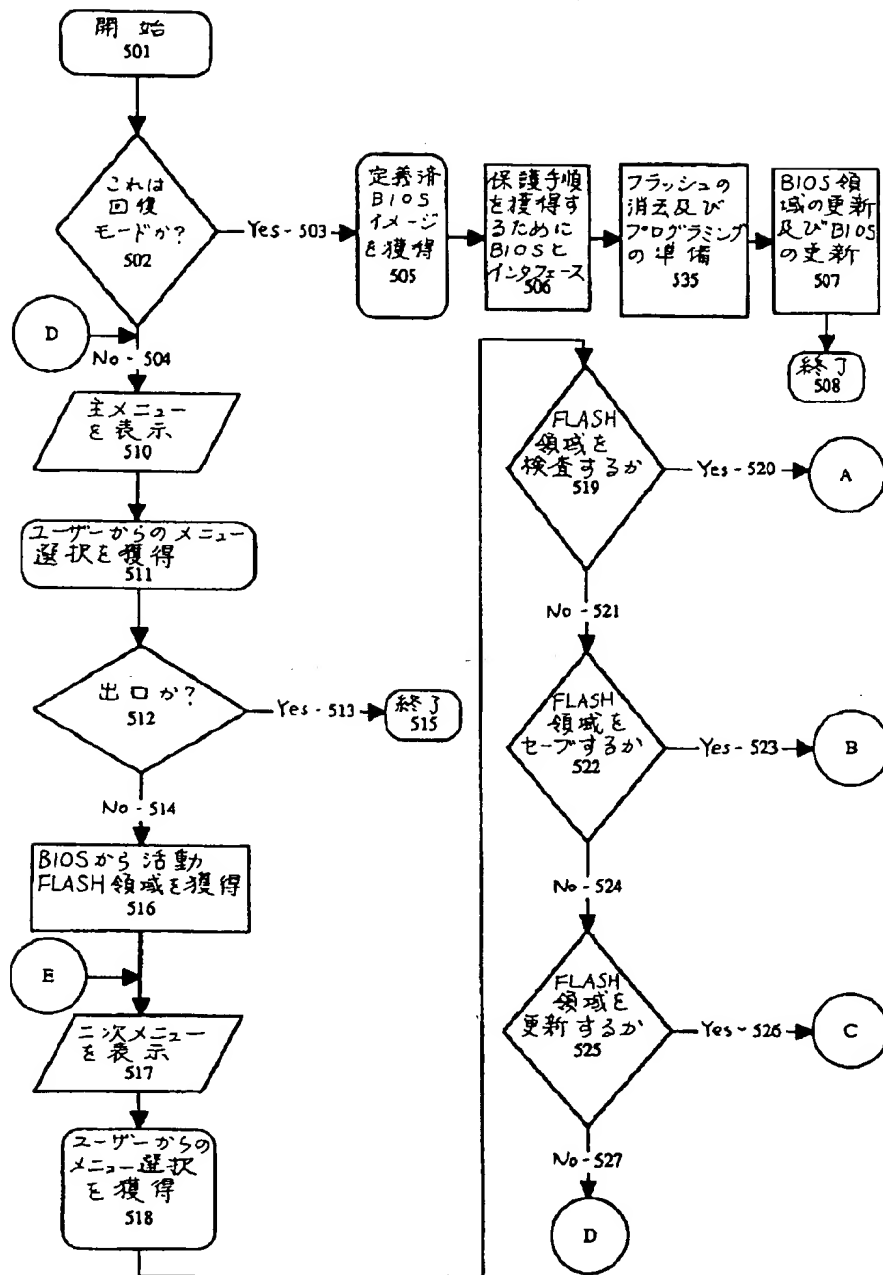 開始
501
これは
回復
モードか?
502
Yes - 503
定義済
BIOS
イメージ
を獲得
505
保護手順
を獲得す
るために
BIOSと
インタフェース
506
フラッシュの
消去及び
プログラミング
の準備
535
BIOS領
域の更新
及びBIOS
の更新
507
終了
508
D
No - 504
主メニュー
を表示
510
ユーザーからのメニュー
選択を獲得
511
出口か?
512
Yes - 513
終了
515
No - 514
BIOSから活動
FLASH領域を獲得
516
E
二次メニュー
を表示
517
ユーザーからの
メニュー選択
を獲得
518
FLASH
領域を
検査するか
519
Yes - 520
A
No - 521
FLASH
領域を
セーブするか
522
Yes - 523
B
No - 524
FLASH
領域を
更新するか
525
Yes - 526
C
No - 527
D